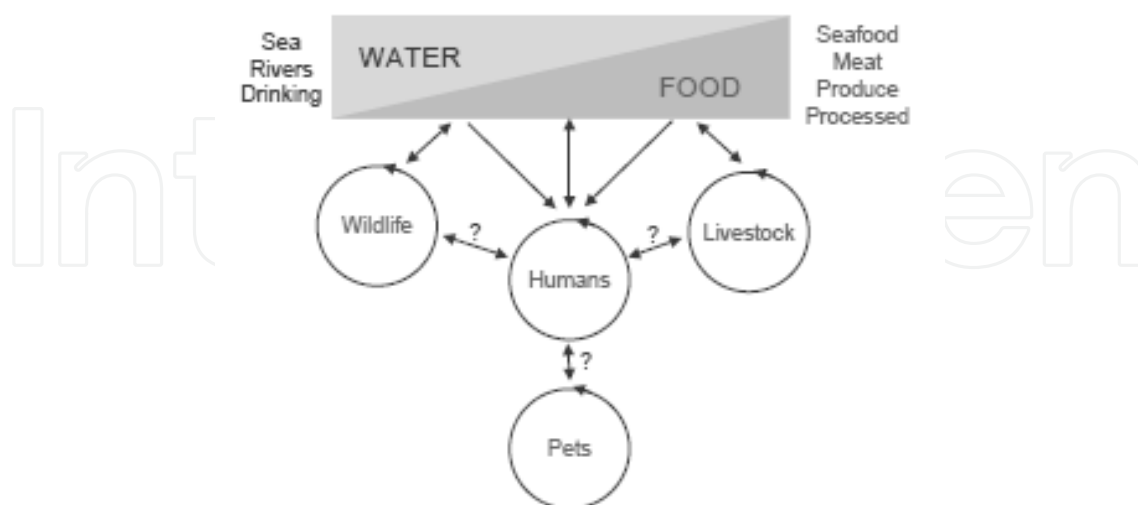 Sea
Rivers
Drinking
WATER
FOOD
Seafood
Meat
Produce
Processed
Wildlife
?
Humans
?
Livestock
?
Pets